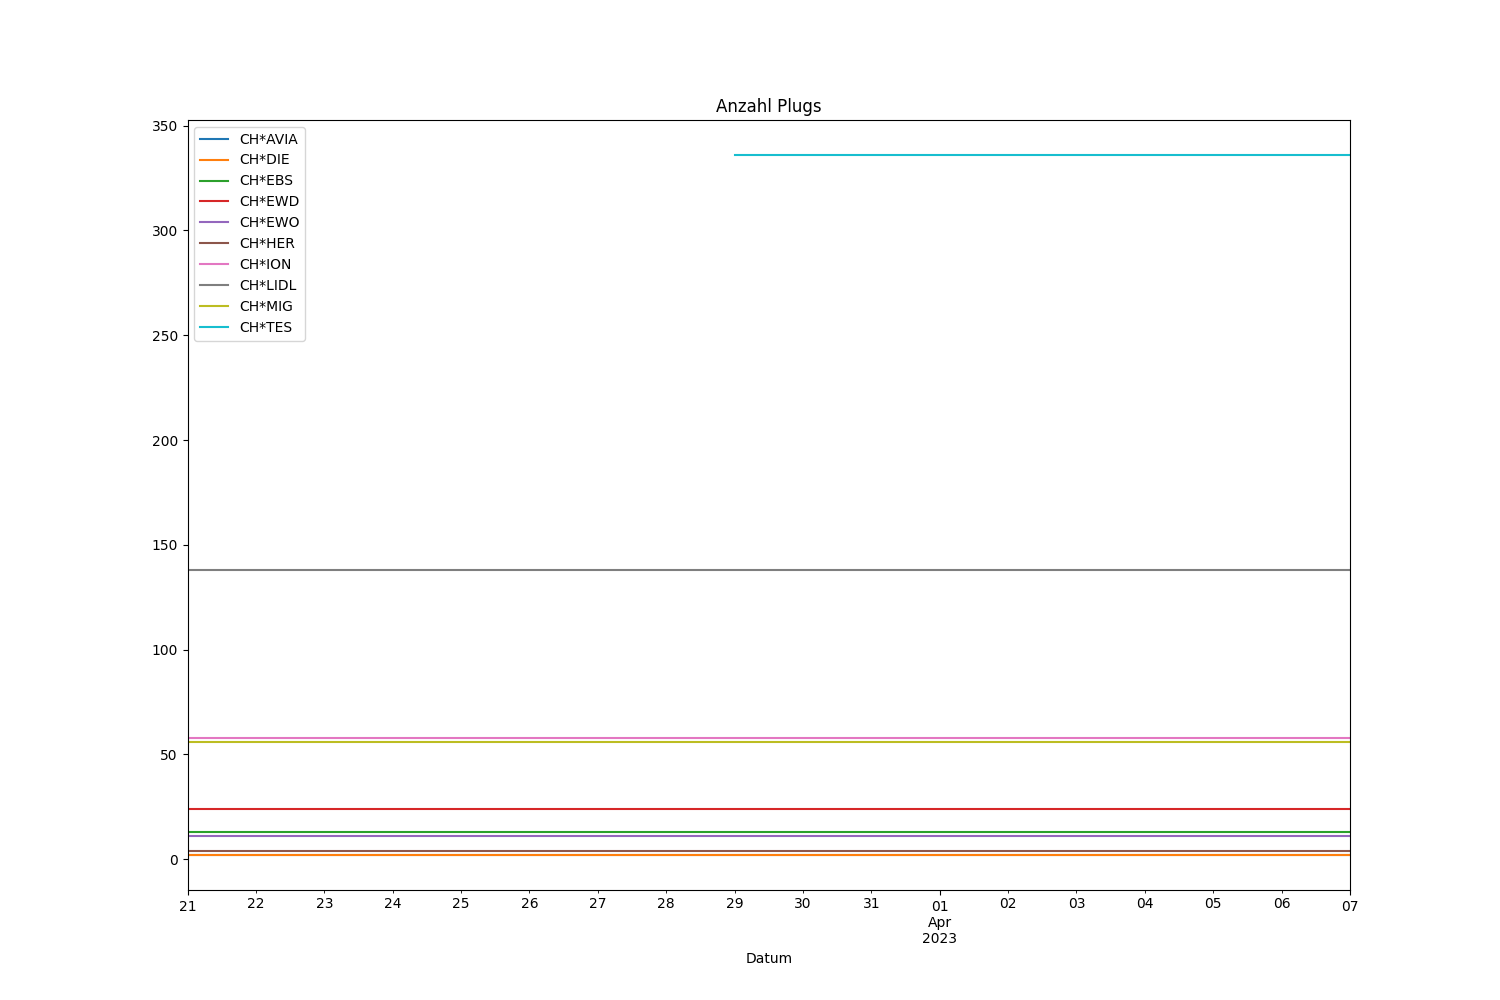 Anzahl Plugs
350
300
250
200
150
100
50
0
CH*AVIA
CH*DIE
CH*EBS
CH*EWD
CH*EWO
CH*HER
CH*ION
CH*LIDL
CH*MIG
CH*TES
21 22 23 24 25 26 27 28 29 30 31 01 02 03 04 05 06 07
Apr
2023
Datum